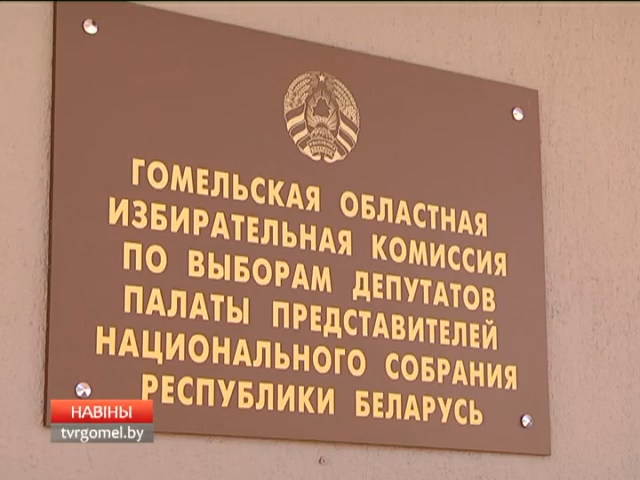 ГОМЕЛЬСКАЯ ОБЛАСТНАЯ
ИЗБИРАТЕЛЬНАЯ КОМИССИЯ
ПО ВЫБОРАМ ДЕПУТАТОВ
ПАЛАТЫ ПРЕДСТАВИТЕЛЕЙ
НАЦИОНАЛЬНОГО СОБРАНИЯ
РЕСПУБЛИКИ БЕЛАРУСЬ
НАВІНЫ
tvrgomel.by